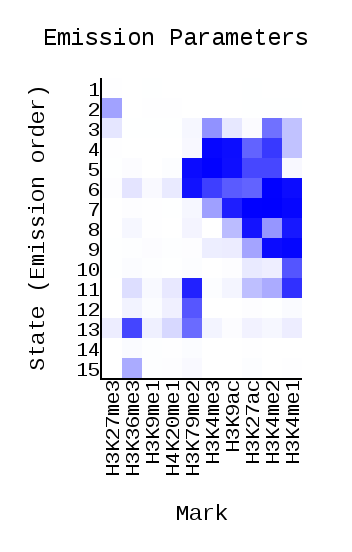 Emission Parameters
State (Emission order)
1
2
3
4
5
6
7
8
9
10
11
12
13
14
15
H3K27me3
H3K36me3
H3K9me1
H4K20me1
H3K79me2
H3K4me3
H3K9ac
H3K27ac
H3K4me2
H3K4me1
Mark